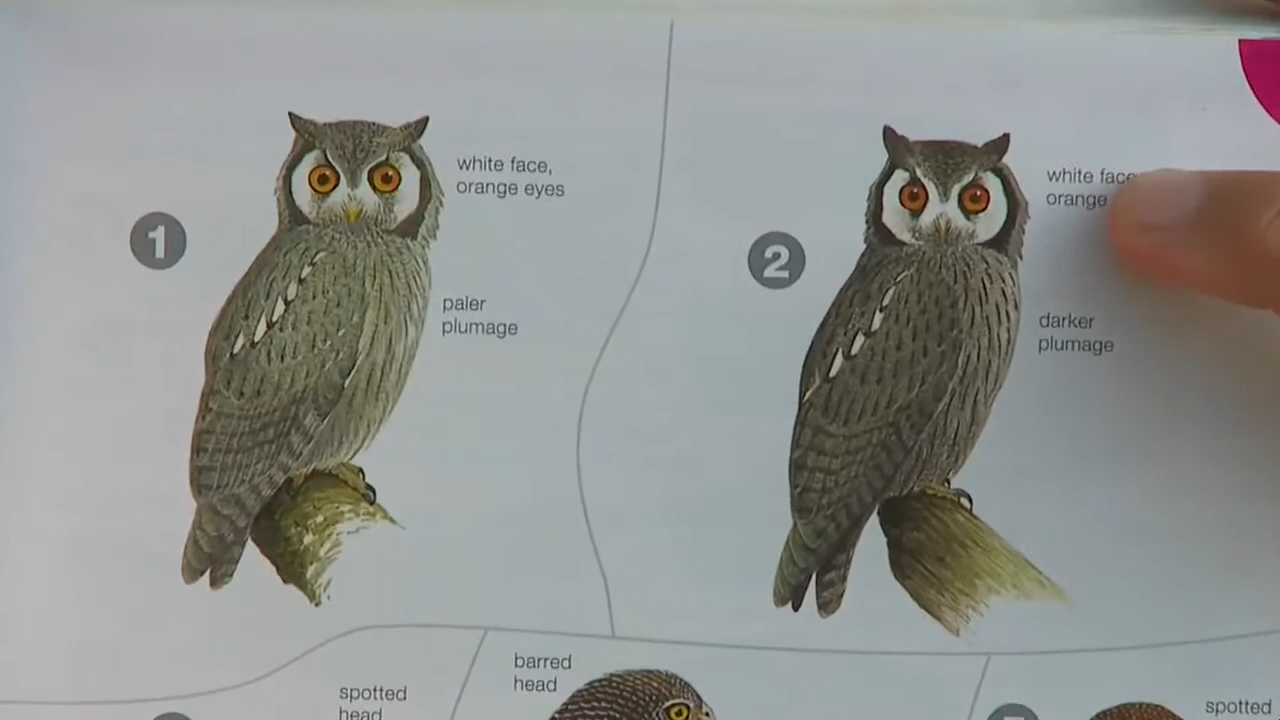 1
white face,
orange eyes
paler
plumage
2
white face
orange
darker
plumage
spotted
head
barred
head
spotted